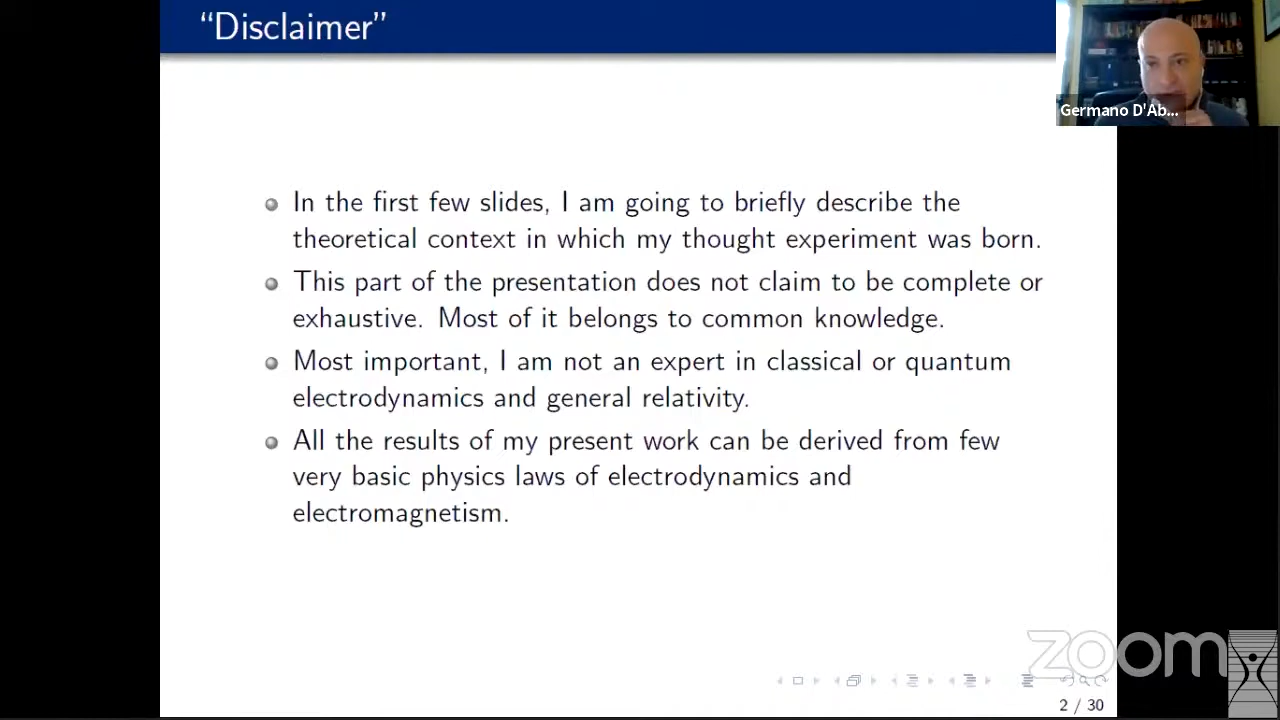 “Disclaimer”
Germano D'Ab...
In the first few slides, I am going to briefly describe the
theoretical context in which my thought experiment was born.
This part of the presentation does not claim to be complete or
exhaustive. Most of it belongs to common knowledge.
Most important, I am not an expert in classical or quantum
electrodynamics and general relativity.
All the results of my present work can be derived from few
very basic physics laws of electrodynamics and
electromagnetism.
zoom
2 / 30